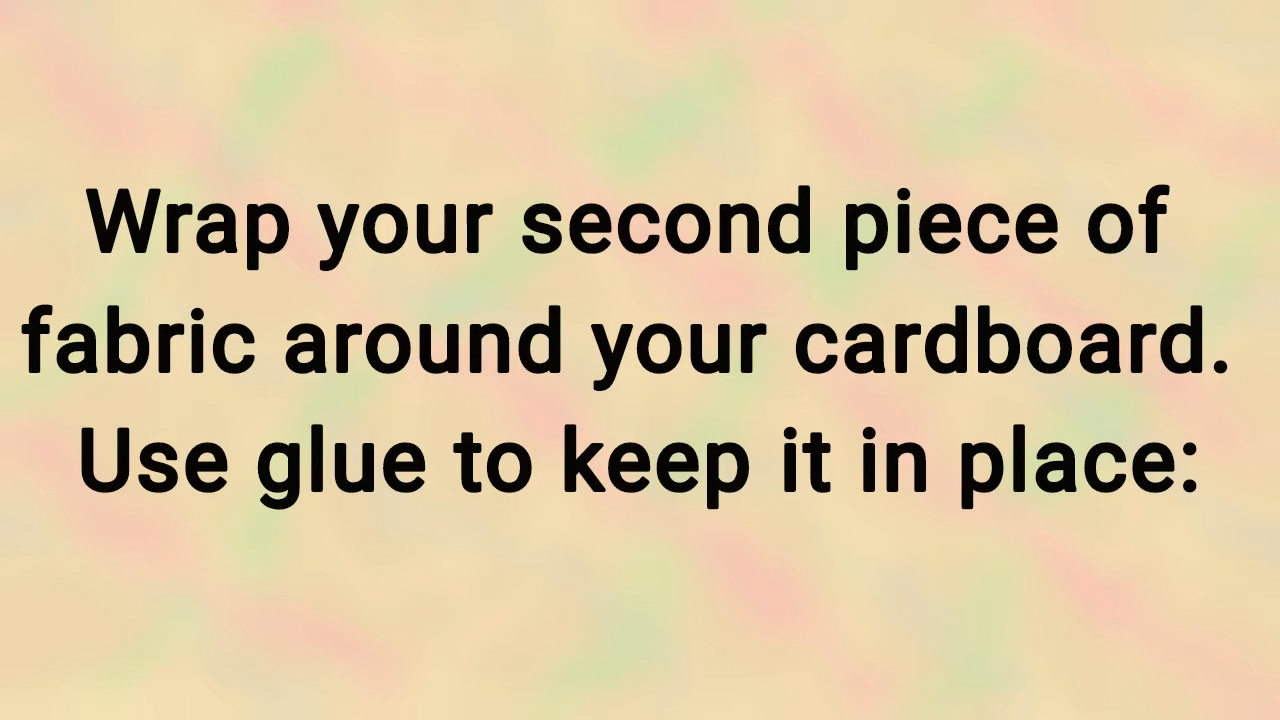 Wrap your second piece of
fabric around your cardboard.
Use glue to keep it in place: